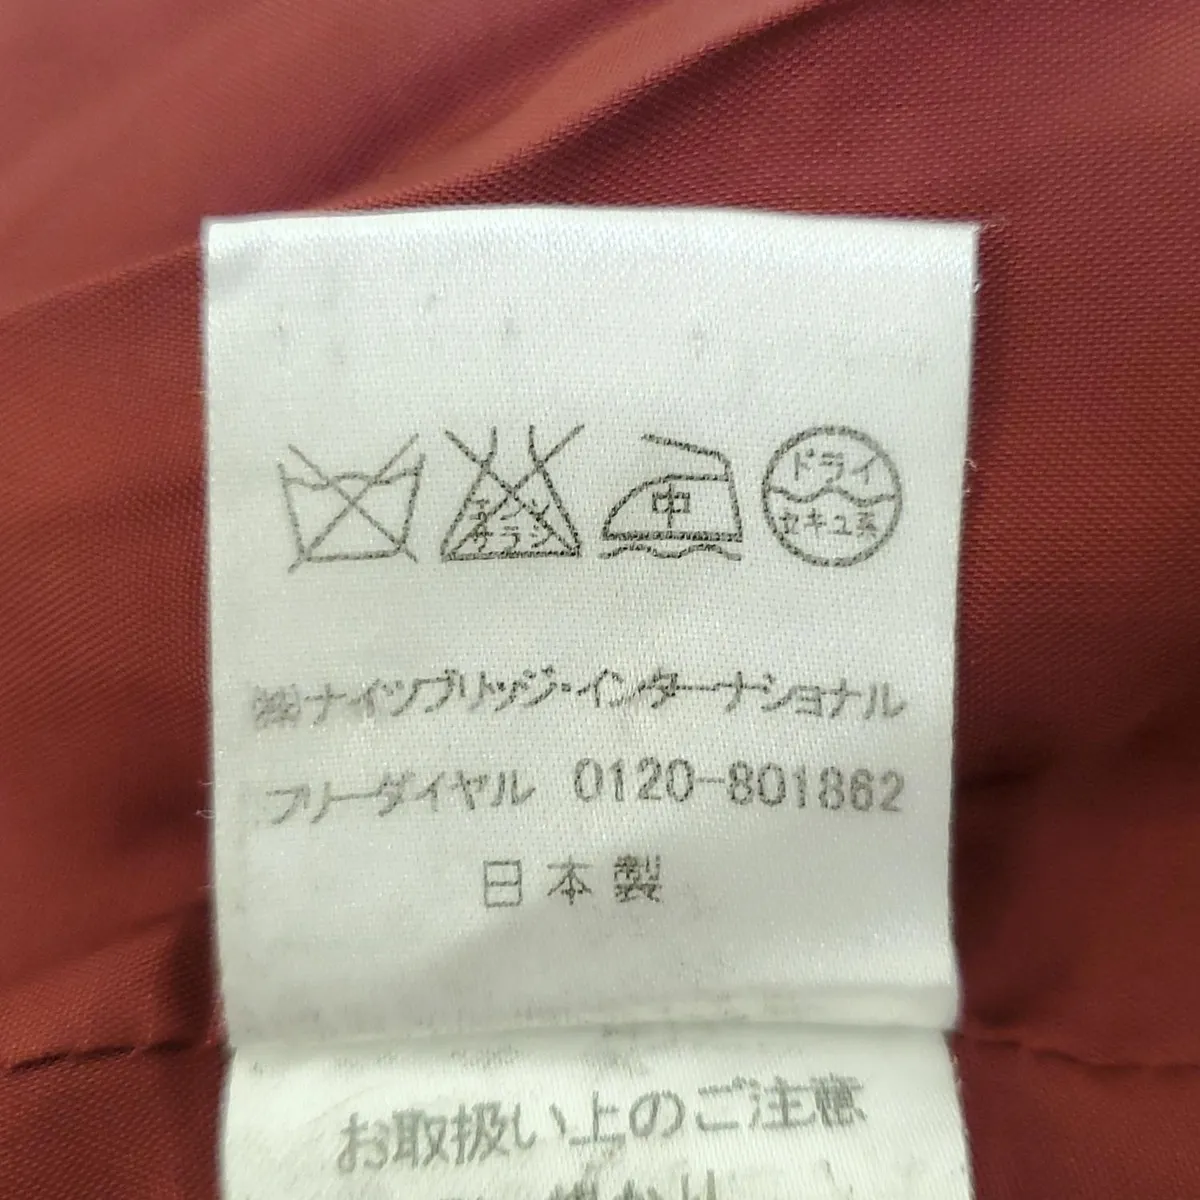 エンソ
サラシ
中
ドライ
セキユ系
㈱ナイツブリッジ・インターナショナル
フリーダイヤル 0120-801862
日本製
お取扱い上のご注意